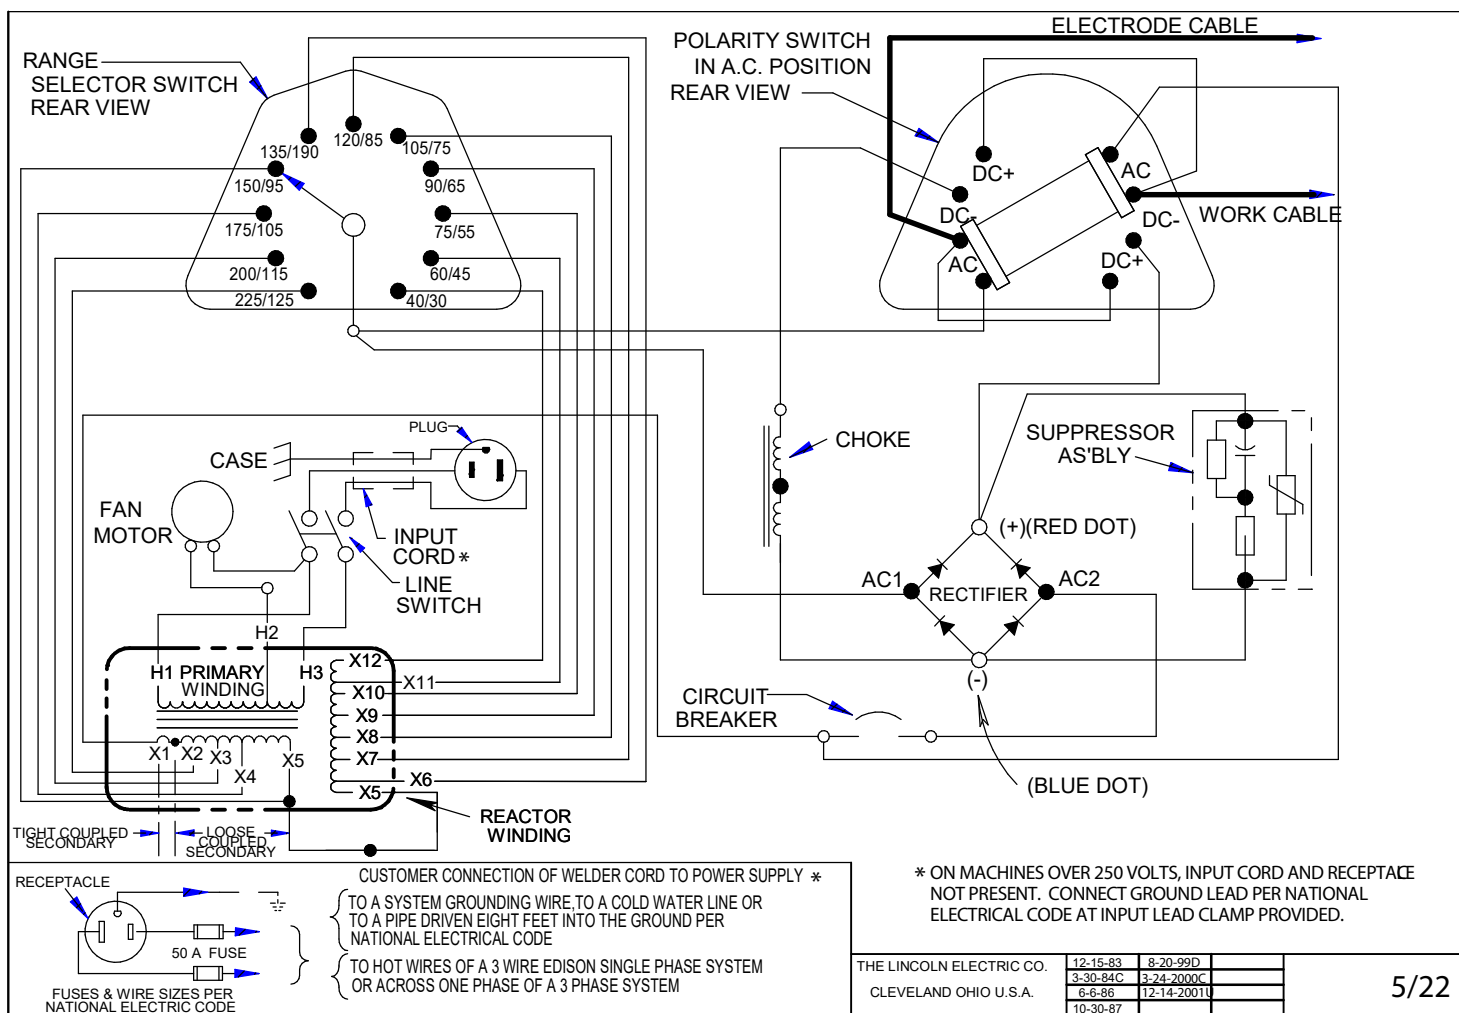 RANGE
SELECTOR SWITCH
REAR VIEW
135/190
120/85
105/75
150/95
90/65
175/105
75/55
200/115
60/45
225/125
40/30
POLARITY SWITCH
IN A.C. POSITION
REAR VIEW
ELECTRODE CABLE
DC+
AC
DC-
DC-
WORK CABLE
AC
DC+
PLUG
CASE
FAN
MOTOR
INPUT
CORD *
LINE
SWITCH
CHOKE
SUPPRESSOR
AS'BLY
(+)(RED DOT)
AC1
AC2
RECTIFIER
(-)
(BLUE DOT)
CIRCUIT
BREAKER
H2
H1 PRIMARY H3
WINDING
X12
X11
X10
X9
X8
X7
X6
X5
X1 X2 X3 X4 X5
REACTOR
WINDING
TIGHT COUPLED
SECONDARY
LOOSE
COUPLED
SECONDARY
RECEPTACLE
50 A FUSE
FUSES & WIRE SIZES PER
NATIONAL ELECTRIC CODE
CUSTOMER CONNECTION OF WELDER CORD TO POWER SUPPLY *
TO A SYSTEM GROUNDING WIRE,TO A COLD WATER LINE OR
TO A PIPE DRIVEN EIGHT FEET INTO THE GROUND PER
NATIONAL ELECTRICAL CODE
TO HOT WIRES OF A 3 WIRE EDISON SINGLE PHASE SYSTEM
OR ACROSS ONE PHASE OF A 3 PHASE SYSTEM
* ON MACHINES OVER 250 VOLTS, INPUT CORD AND RECEPTACLE
NOT PRESENT. CONNECT GROUND LEAD PER NATIONAL
ELECTRICAL CODE AT INPUT LEAD CLAMP PROVIDED.
THE LINCOLN ELECTRIC CO.
CLEVELAND OHIO U.S.A.
12-15-83 8-20-99D
3-30-84C 3-24-2000C
6-6-86 12-14-2001U
10-30-87
5/22